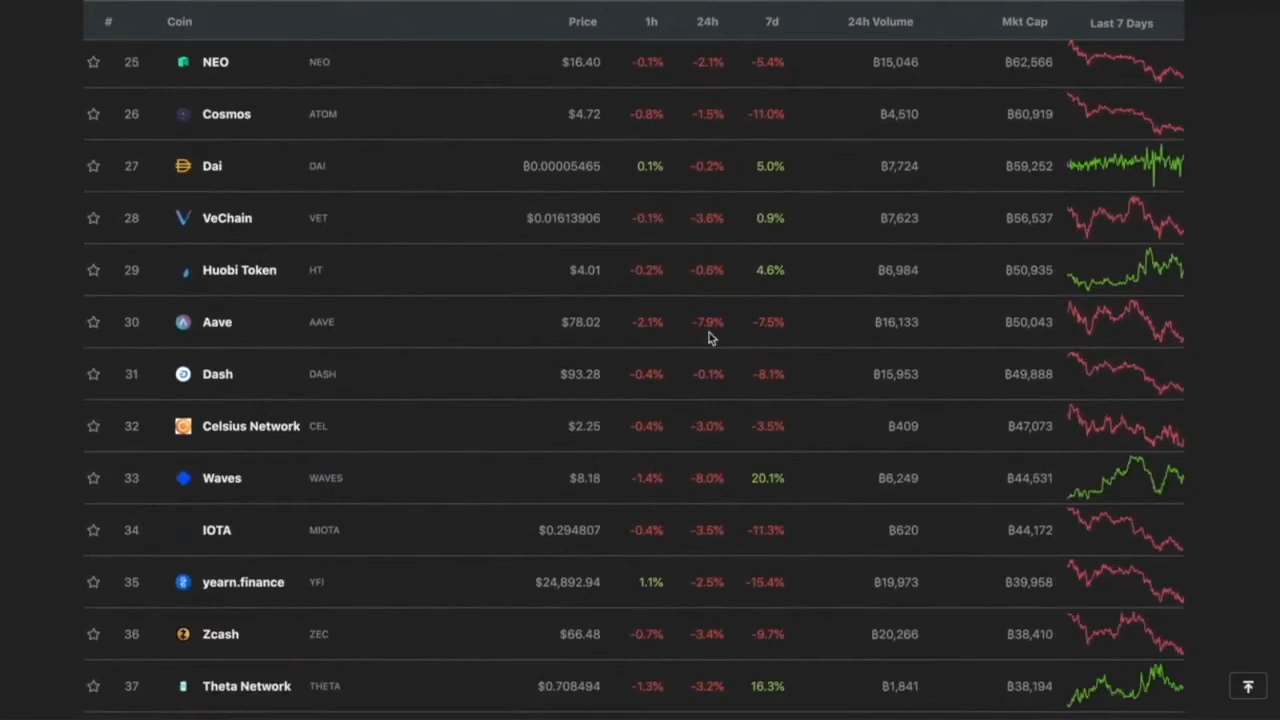 # Coin Price 1h 24h 7d 24h Volume Mkt Cap Last 7 Days
25 NEO NEO $16.40 -0.1% -2.1% -5.4% ₿15,046 ₿62,566
26 Cosmos ATOM $4.72 -0.8% -1.5% -11.0% ₿4,510 ₿60,919
27 Dai DAI ₿0.00005465 0.1% -0.2% 5.0% ₿7,724 ₿59,252
28 VeChain VET $0.01613906 -0.1% -3.6% 0.9% ₿7,623 ₿56,537
29 Huobi Token HT $4.01 -0.2% -0.6% 4.6% ₿6,984 ₿50,935
30 Aave AAVE $78.02 -2.1% -7.9% -7.5% ₿16,133 ₿50,043
31 Dash DASH $93.28 -0.4% -0.1% -8.1% ₿15,953 ₿49,888
32 Celsius Network CEL $2.25 -0.4% -3.0% -3.5% ₿409 ₿47,073
33 Waves WAVES $8.18 -1.4% -8.0% 20.1% ₿6,249 ₿44,531
34 IOTA MIOTA $0.294807 -0.4% -3.5% -11.3% ₿620 ₿44,172
35 yearn.finance YFI $24,892.94 1.1% -2.5% -15.4% ₿19,973 ₿39,958
36 Zcash ZEC $66.48 -0.7% -3.4% -9.7% ₿20,266 ₿38,410
37 Theta Network THETA $0.708494 -1.3% -3.2% 16.3% ₿1,841 ₿38,194